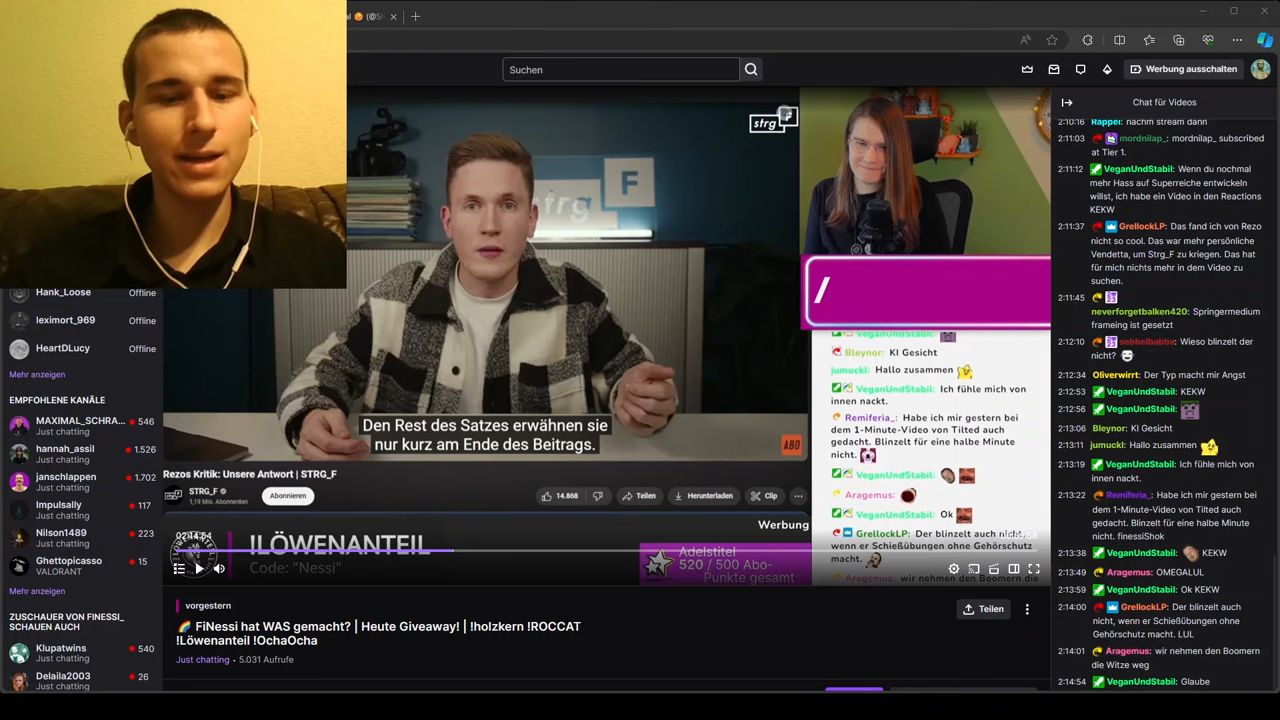 (@Sh
Suchen
Werbung ausschalten
strg F
F
strg
Den Rest des Satzes erwähnen sie
nur kurz am Ende des Beitrags.
ABO
Rezos Kritik: Unsere Antwort | STRG_F
STRG_F
1,19 Mio. Abonnenten
Abonnieren
14.868
Teilen
Herunterladen
Clip
/
VeganUndStabil:
Bleynor: KI Gesicht
jumuckl: Hallo zusammen
VeganUndStabil: Ich fühle mich von
innen nackt.
Remiferia_: Habe ich mir gestern bei
dem 1-Minute-Video von Tilted auch
gedacht. Blinzelt für eine halbe Minute
nicht.
VeganUndStabil:
Aragemus:
VeganUndStabil: Ok
GrellockLP: Der blinzelt auch nicht,
wenn er Schießübungen ohne Gehörschutz
macht.
Aragemus: wir nehmen den Boomern
Werbung
02:14:54
!LÖWENANTEIL
Code: "Nessi"
Adelstitel
520 / 500 Abo-
Punkte gesamt
vorgestern
FiNessi hat WAS gemacht? | Heute Giveaway! | !holzkern !ROCCAT
!Löwenanteil !OchaOcha
Just chatting • 5.031 Aufrufe
Teilen
Hank_Loose Offline
leximort_969 Offline
HeartDLucy Offline
Mehr anzeigen
EMPFOHLENE KANÄLE
MAXIMAL_SCHRA... 546
Just chatting
hannah_assil 1.526
Just chatting
janschlappen 1.702
Just chatting
Impulsally 117
Just chatting
Nilson1489 223
Just chatting
Ghettopicasso 15
VALORANT
Mehr anzeigen
ZUSCHAUER VON FINESSI_
SCHAUEN AUCH
Klupatwins 540
Just chatting
Delaila2003 26
Just chatting
Chat für Videos
2:10:16 Rappel: nachm stream dann
2:11:03 mordnilap_: mordnilap_ subscribed
at Tier 1.
2:11:12 VeganUndStabil: Wenn du nochmal
mehr Hass auf Superreiche entwickeln
willst, ich habe ein Video in den Reactions
KEKW
2:11:37 GrellockLP: Das fand ich von Rezo
nicht so cool. Das war mehr persönliche
Vendetta, um Strg_F zu kriegen. Das hat
für mich nichts mehr in dem Video zu
suchen.
2:11:45
neverforgetbalken420: Springermedium
frameing ist gesetzt
2:12:10 sebbelbabba: Wieso blinzelt der
nicht?
2:12:34 Oliverwirrt: Der Typ macht mir Angst
2:12:53 VeganUndStabil: KEKW
2:12:56 VeganUndStabil:
2:13:06 Bleynor: KI Gesicht
2:13:11 jumuckl: Hallo zusammen
2:13:19 VeganUndStabil: Ich fühle mich von
innen nackt.
2:13:22 Remiferia_: Habe ich mir gestern bei
dem 1-Minute-Video von Tilted auch
gedacht. Blinzelt für eine halbe Minute
nicht. finessiShok
2:13:38 VeganUndStabil: KEKW
2:13:49 Aragemus: OMEGALUL
2:13:59 VeganUndStabil: Ok KEKW
2:14:00 GrellockLP: Der blinzelt auch
nicht, wenn er Schießübungen ohne
Gehörschutz macht. LUL
2:14:01 Aragemus: wir nehmen den Boomern
die Witze weg
2:14:54 VeganUndStabil: Glaube